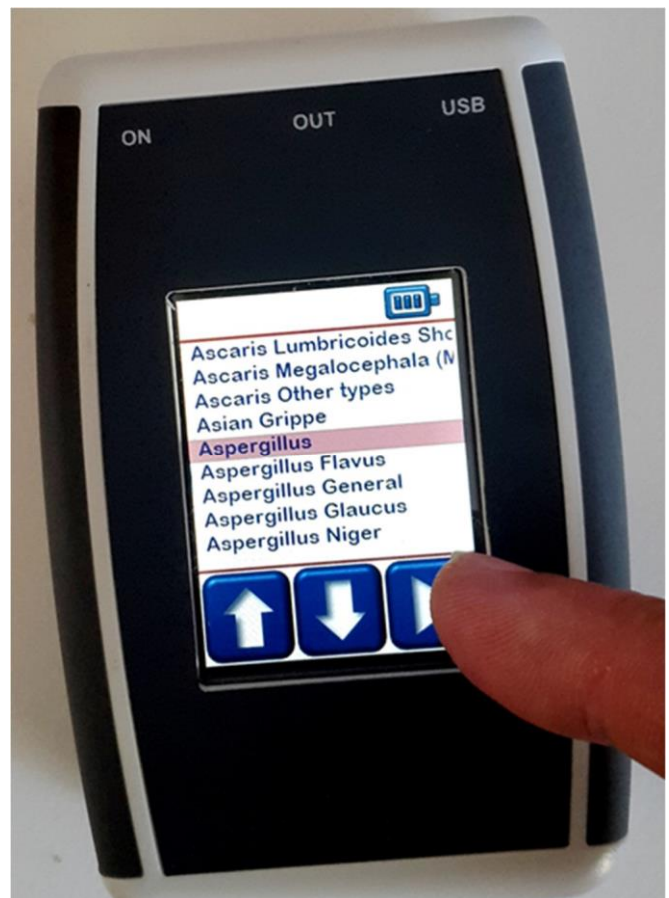 ON OUT USB
Ascaris Lumbricoides Sho
Ascaris Megalocephala (M
Ascaris Other types
Asian Grippe
Aspergillus
Aspergillus Flavus
Aspergillus General
Aspergillus Glaucus
Aspergillus Niger